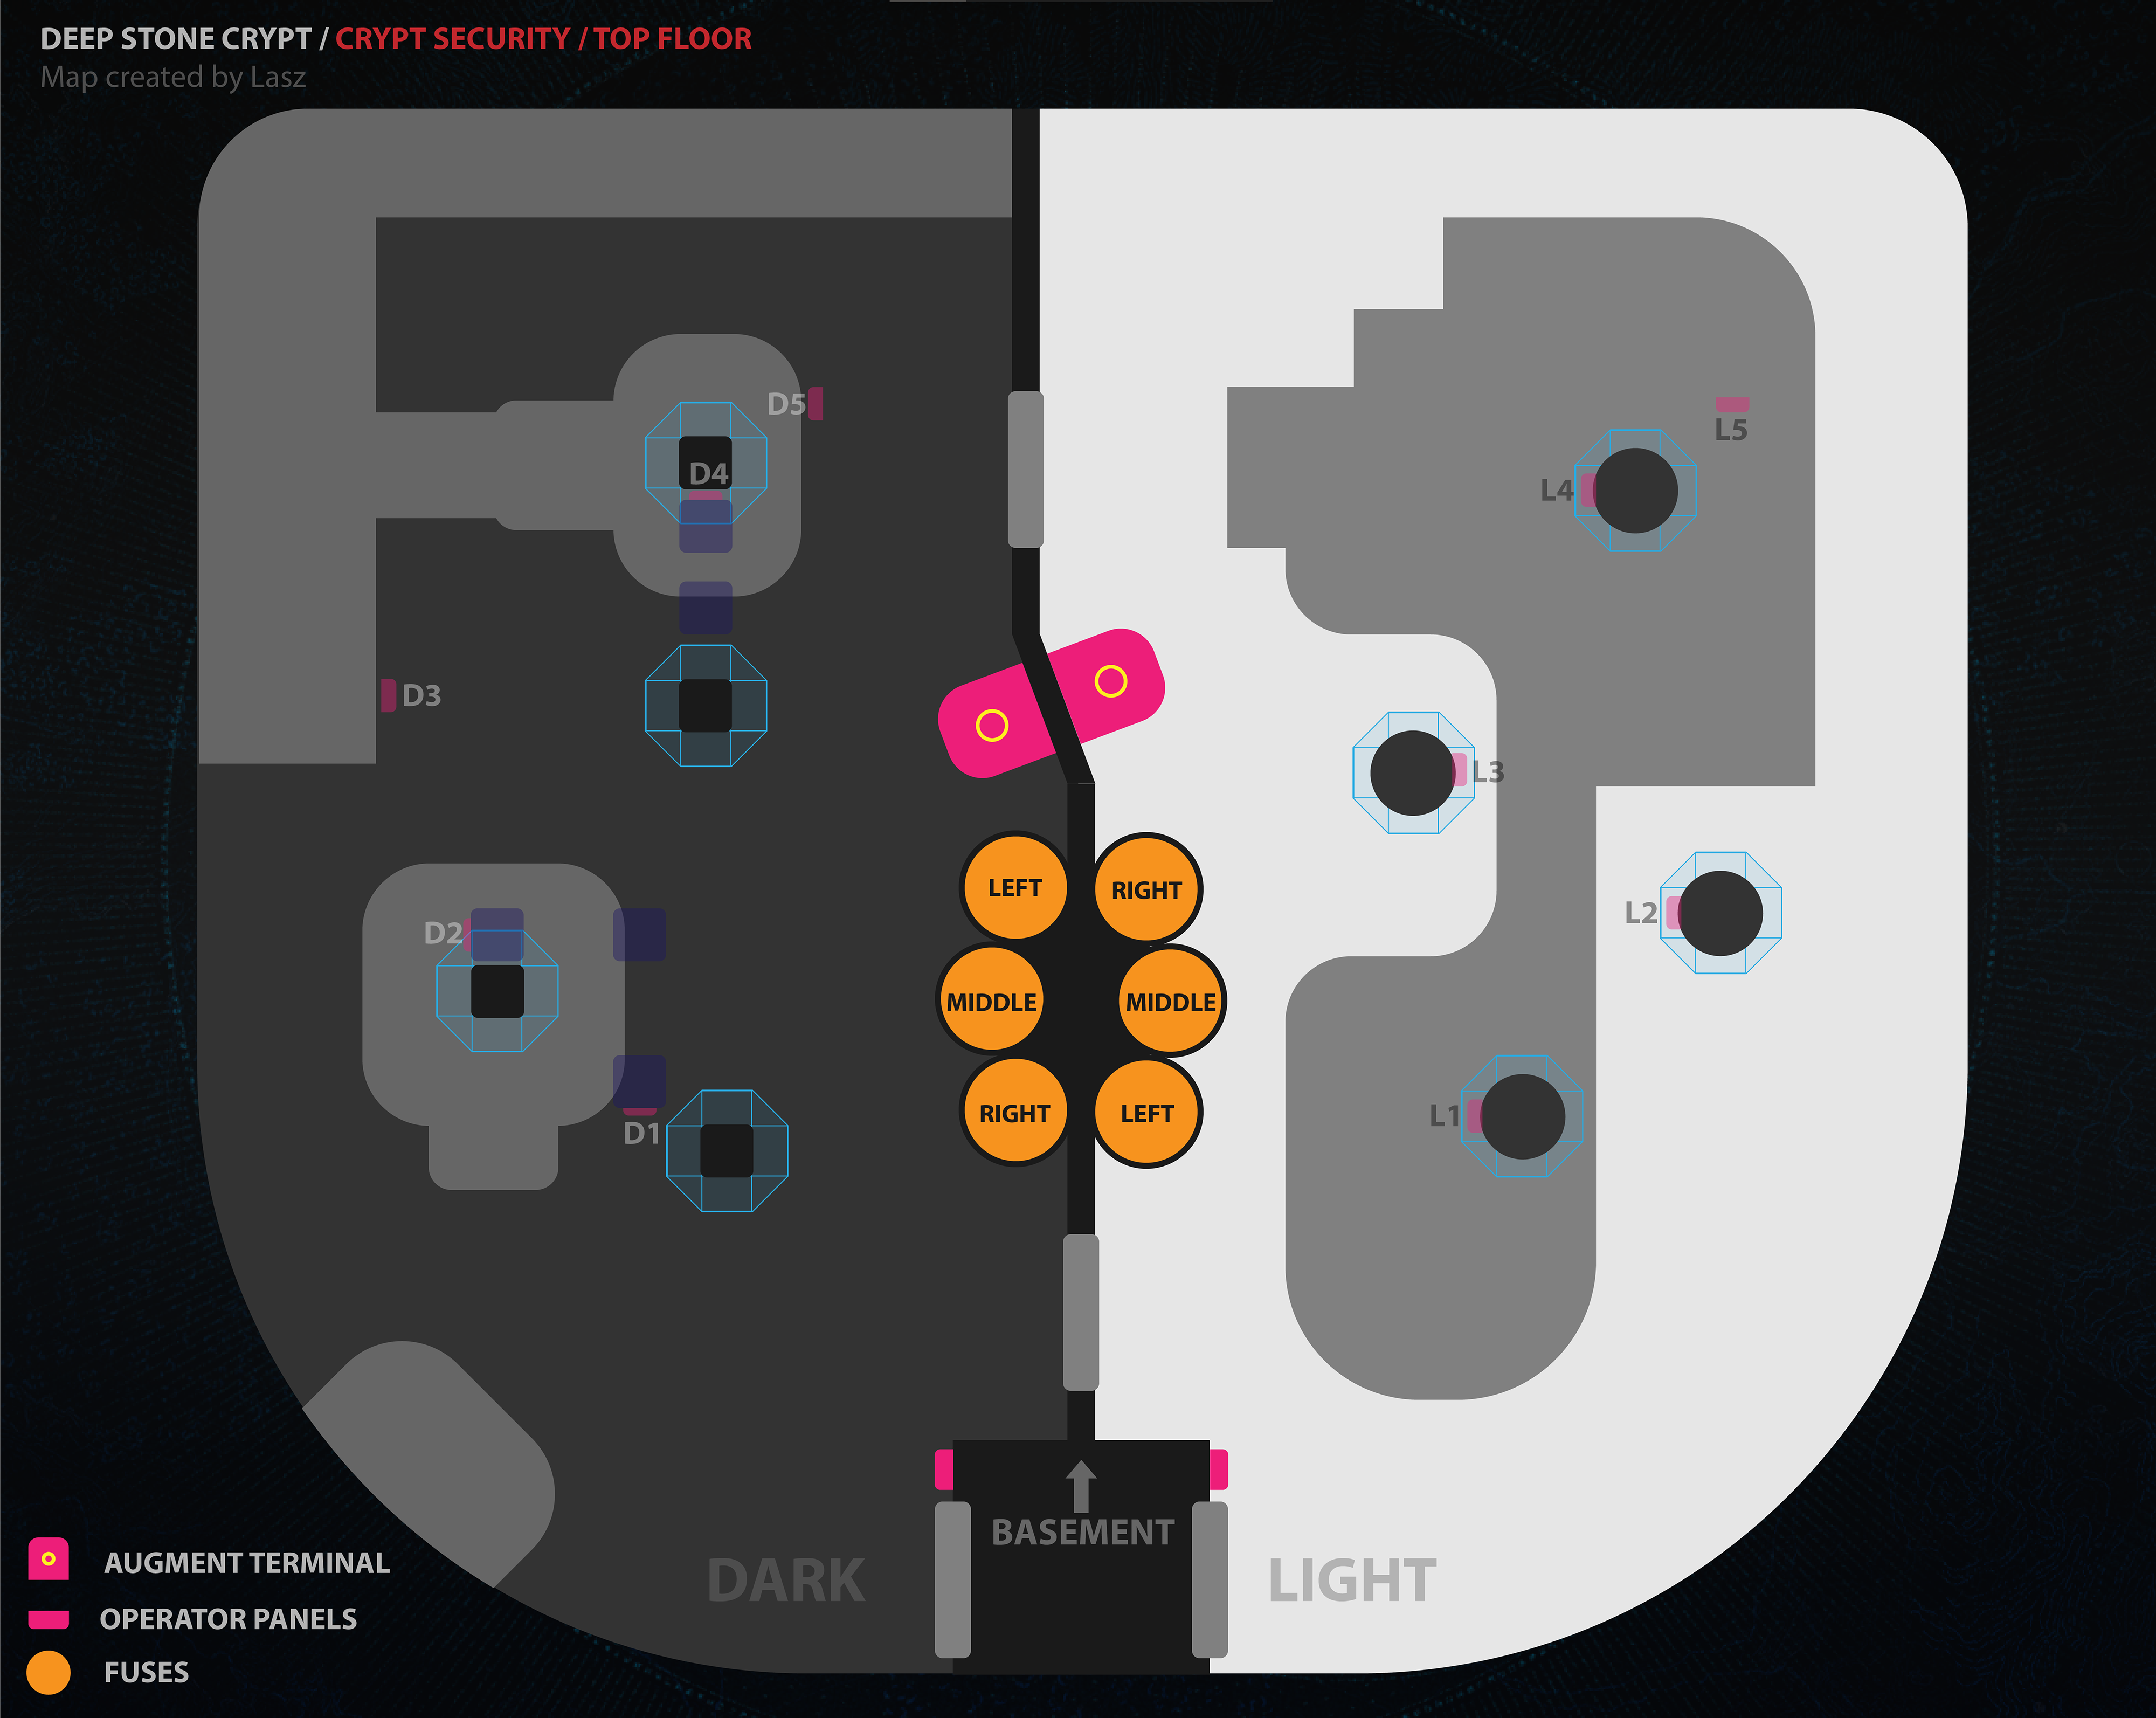 DEEP STONE CRYPT / CRYPT SECURITY / TOP FLOOR
Map created by Lasz
D5
L5
D4
L4
D3
L3
LEFT
RIGHT
D2
L2
MIDDLE
MIDDLE
RIGHT
LEFT
D1
L1
BASEMENT
DARK
LIGHT
AUGMENT TERMINAL
OPERATOR PANELS
FUSES